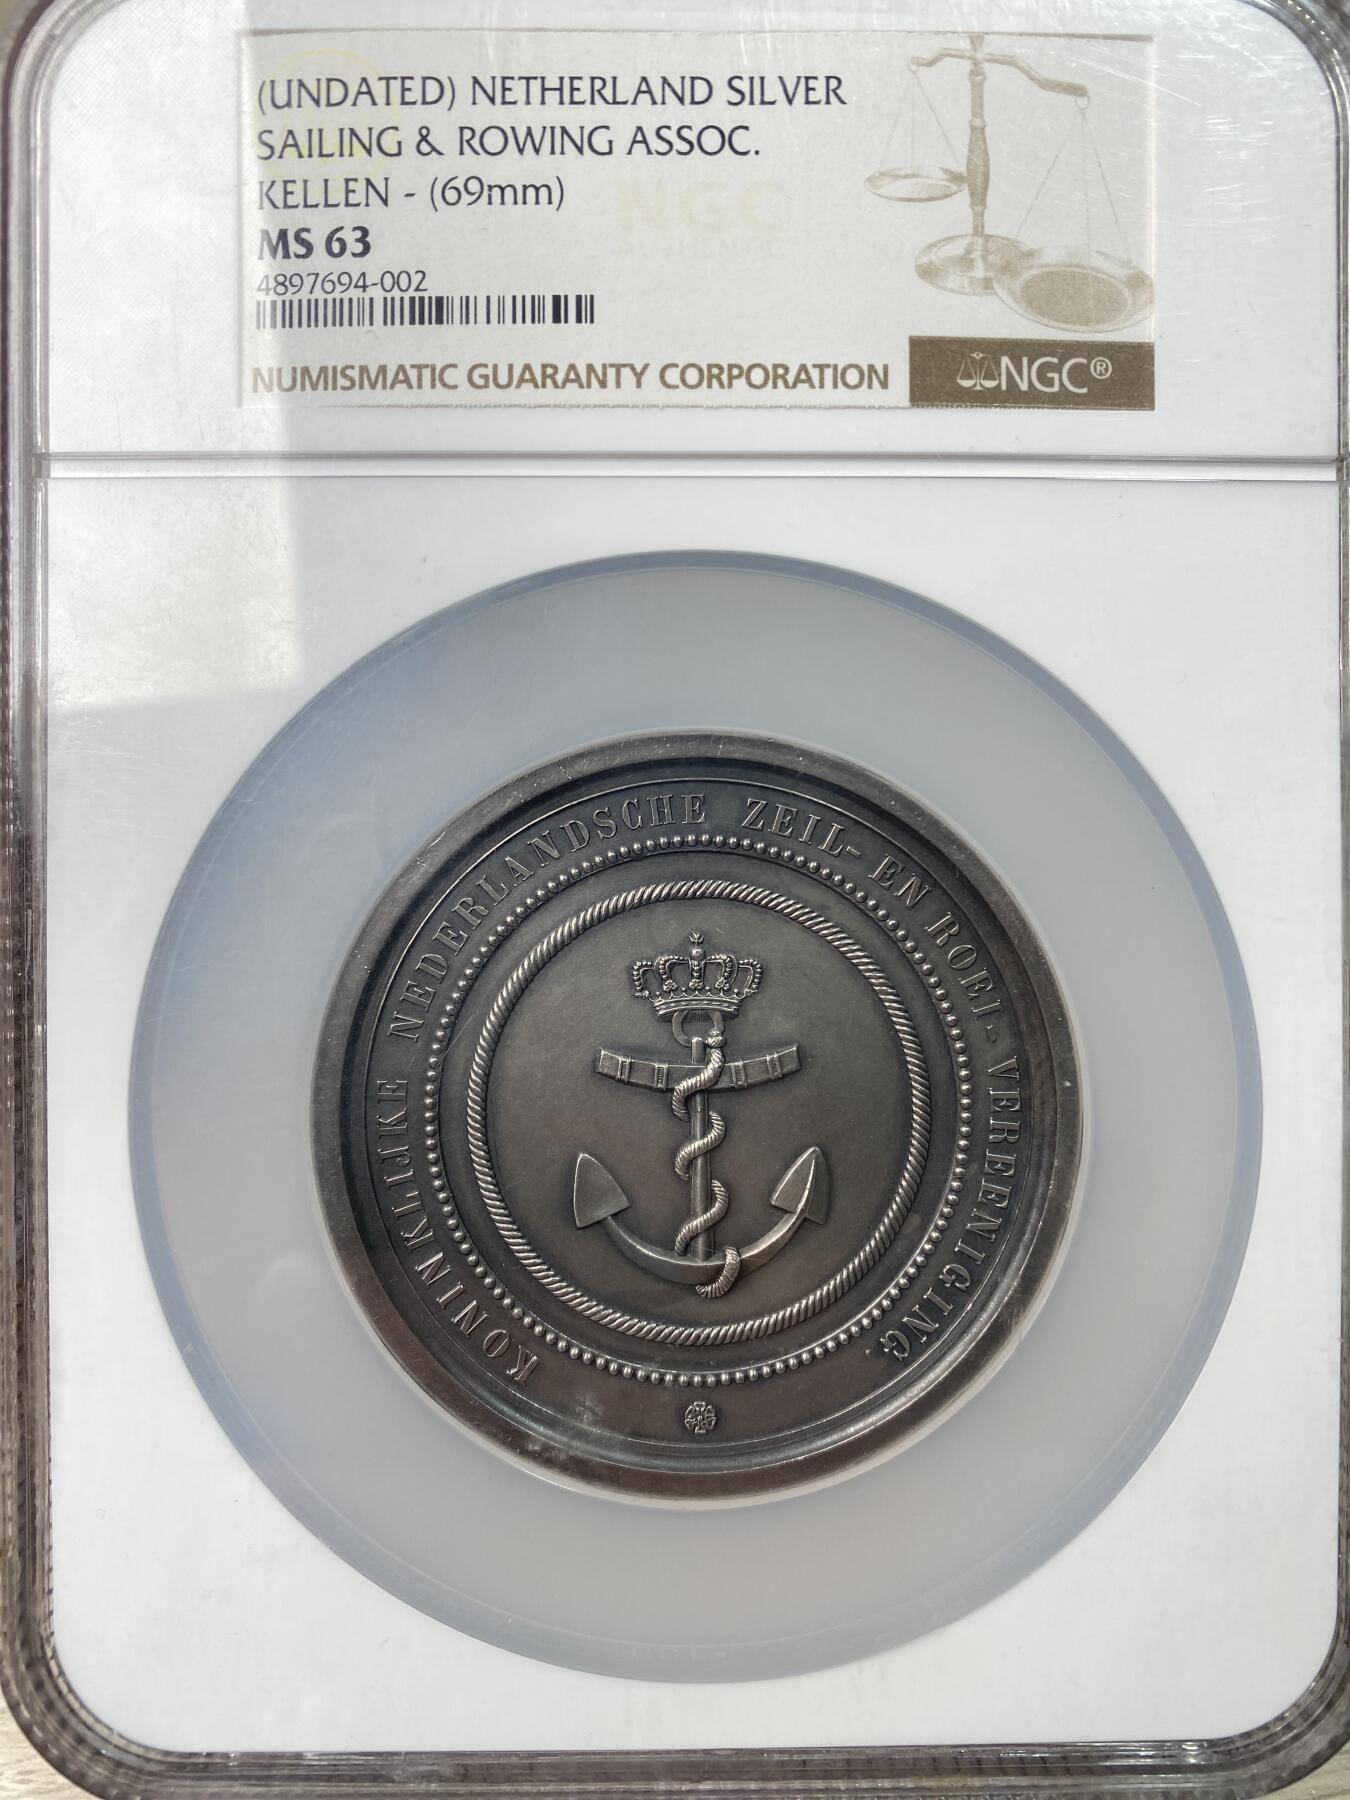 (UNDATED) NETHERLAND SILVER
SAILING & ROWING ASSOC.
KELLEN - (69mm)
MS 63
4897694-002
NUMISMATIC GUARANTY CORPORATION
NGC®
NGC
KONINKLIJKE NEDERLANDSCHE ZEIL- EN ROEI- VEREENIGING.